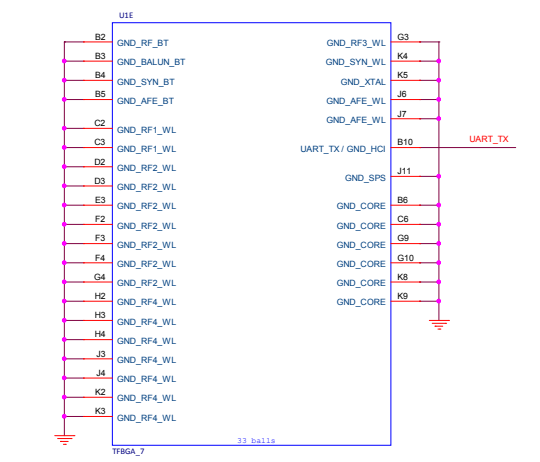 U1E
B2 GND_RF_BT
B3 GND_BALUN_BT
B4 GND_SYN_BT
B5 GND_AFE_BT
C2 GND_RF1_WL
C3 GND_RF1_WL
D2 GND_RF2_WL
D3 GND_RF2_WL
E3 GND_RF2_WL
F2 GND_RF2_WL
F3 GND_RF2_WL
F4 GND_RF2_WL
G4 GND_RF2_WL
H2 GND_RF4_WL
H3 GND_RF4_WL
H4 GND_RF4_WL
J3 GND_RF4_WL
J4 GND_RF4_WL
K2 GND_RF4_WL
K3 GND_RF4_WL
GND_RF3_WL G3
GND_SYN_WL K4
GND_XTAL K5
GND_AFE_WL J6
GND_AFE_WL J7
UART_TX / GND_HCI B10 UART_TX
GND_SPS J11
GND_CORE B6
GND_CORE C6
GND_CORE G9
GND_CORE G10
GND_CORE K8
GND_CORE K9
33 balls
TFBGA_7